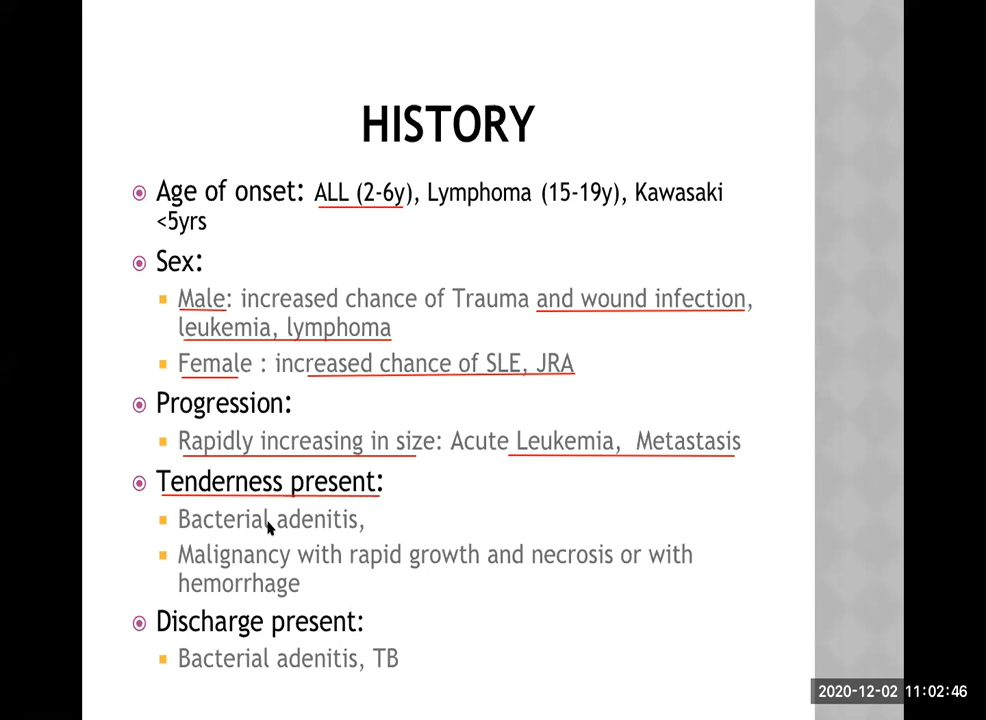 HISTORY
Age of onset: ALL (2-6y), Lymphoma (15-19y), Kawasaki
<5yrs
Sex:
Male: increased chance of Trauma and wound infection,
leukemia, lymphoma
Female : increased chance of SLE, JRA
Progression:
Rapidly increasing in size: Acute Leukemia, Metastasis
Tenderness present:
Bacterial adenitis,
Malignancy with rapid growth and necrosis or with
hemorrhage
Discharge present:
Bacterial adenitis, TB
2020-12-02 11:02:46